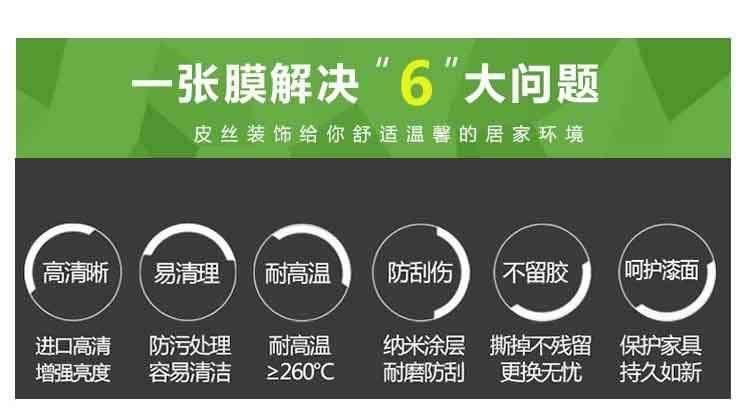 一张膜解决“6”大问题
皮丝装饰给你舒适温馨的居家环境
高清晰
易清理
耐高温
防刮伤
不留胶
呵护漆面
进口高清
增强亮度
防污处理
容易清洁
耐高温
≥260℃
纳米涂层
耐磨防刮
撕掉不残留
更换无忧
保护家具
持久如新